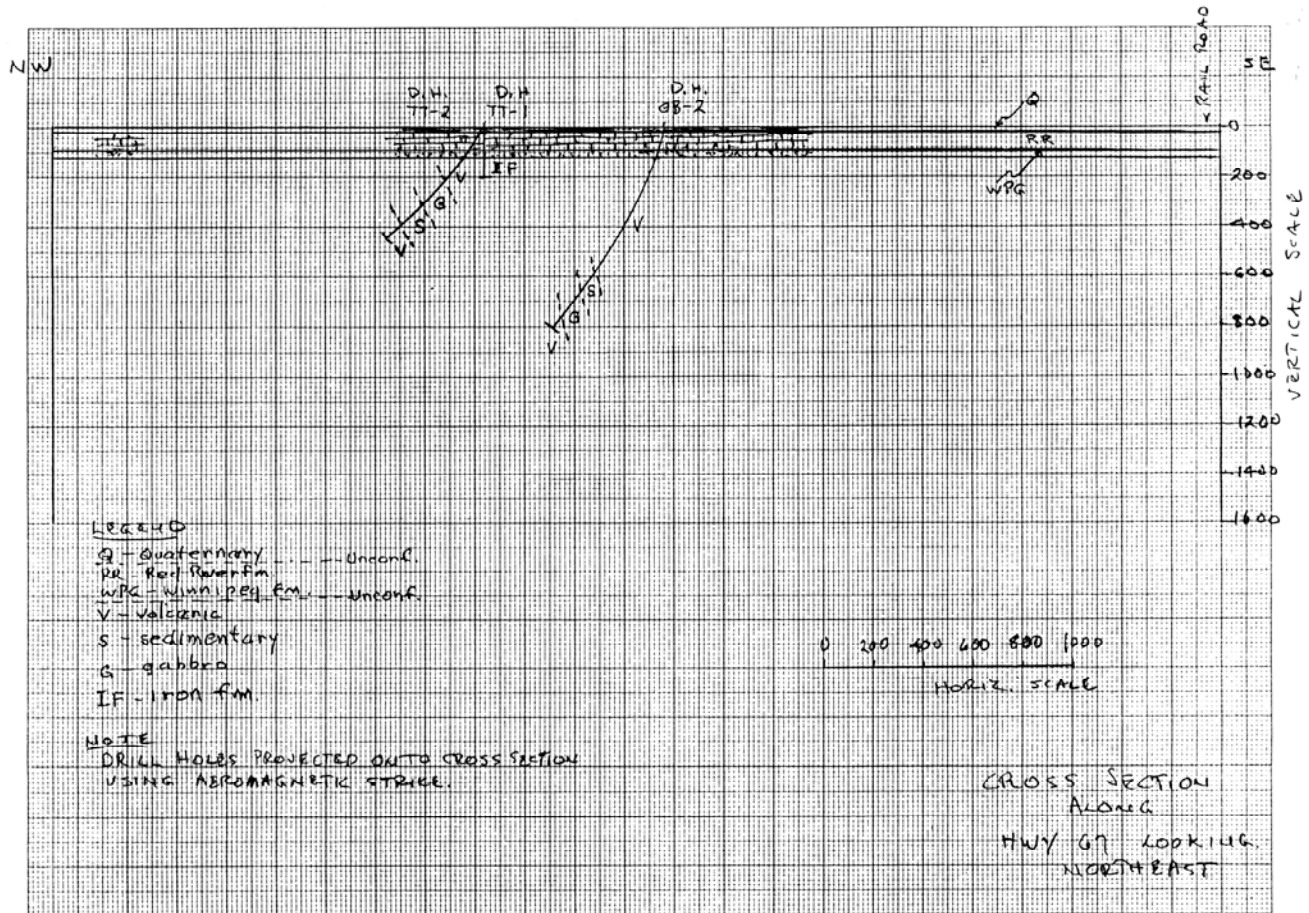 NW
SE
RAIL ROAD
D.H.
TT-2
D.H
TT-1
D.H.
GB-2
Q
RR
WPG
0
200
400
600
800
1000
1200
1400
1600
VERTICAL SCALE
IF
V
G
S
V
V
S
G
V
LEGEND
Q - Quaternary ---- Unconf.
RR - Red River fm
WPG - Winnipeg fm. --- Unconf.
V - Volcanic
S - sedimentary
G - gabbro
IF - Iron fm.
0 200 400 600 800 1000
HORIZ. SCALE
NOTE
DRILL HOLES PROJECTED ONTO CROSS SECTION
USING AEROMAGNETIC STRIKE.
CROSS SECTION
ALONG
HWY 67 LOOKING
NORTHEAST